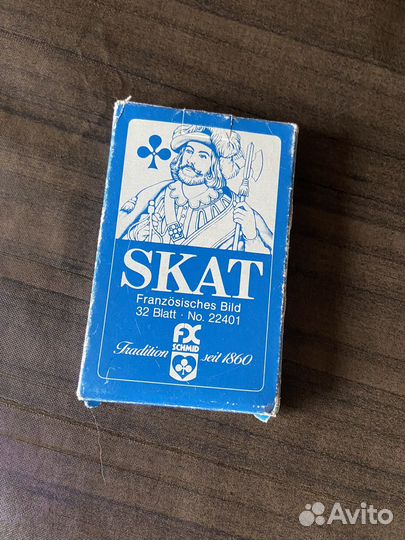 SKAT
Französisches Bild
32 Blatt · No. 22401
FX
SCHMID
Tradition seit 1860
Avito